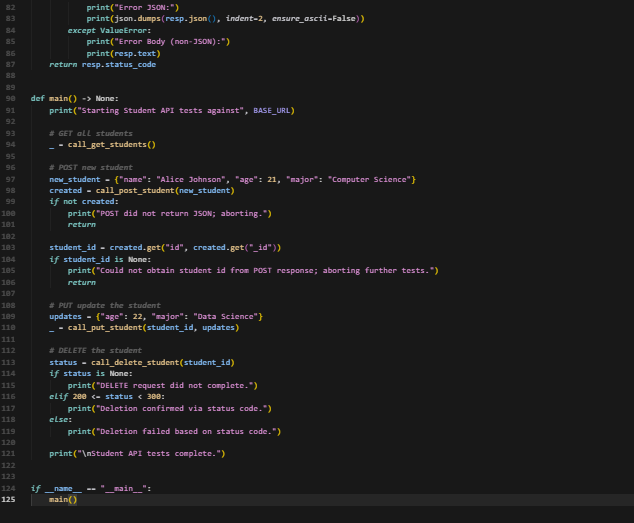 82 print("Error JSON:")
83 print(json.dumps(resp.json(), indent=2, ensure_ascii=False))
84 except ValueError:
85 print("Error Body (non-JSON):")
86 print(resp.text)
87 return resp.status_code
88
89
90 def main() -> None:
91 print("Starting Student API tests against", BASE_URL)
92
93 # GET all students
94 _ = call_get_students()
95
96 # POST new student
97 new_student = {"name": "Alice Johnson", "age": 21, "major": "Computer Science"}
98 created = call_post_student(new_student)
99 if not created:
100 print("POST did not return JSON; aborting.")
101 return
102
103 student_id = created.get("id", created.get("_id"))
104 if student_id is None:
105 print("Could not obtain student id from POST response; aborting further tests.")
106 return
107
108 # PUT update the student
109 updates = {"age": 22, "major": "Data Science"}
110 _ = call_put_student(student_id, updates)
111
112 # DELETE the student
113 status = call_delete_student(student_id)
114 if status is None:
115 print("DELETE request did not complete.")
116 elif 200 <= status < 300:
117 print("Deletion confirmed via status code.")
118 else:
119 print("Deletion failed based on status code.")
120
121 print("\nStudent API tests complete.")
122
123
124 if __name__ == "__main__":
125 main()